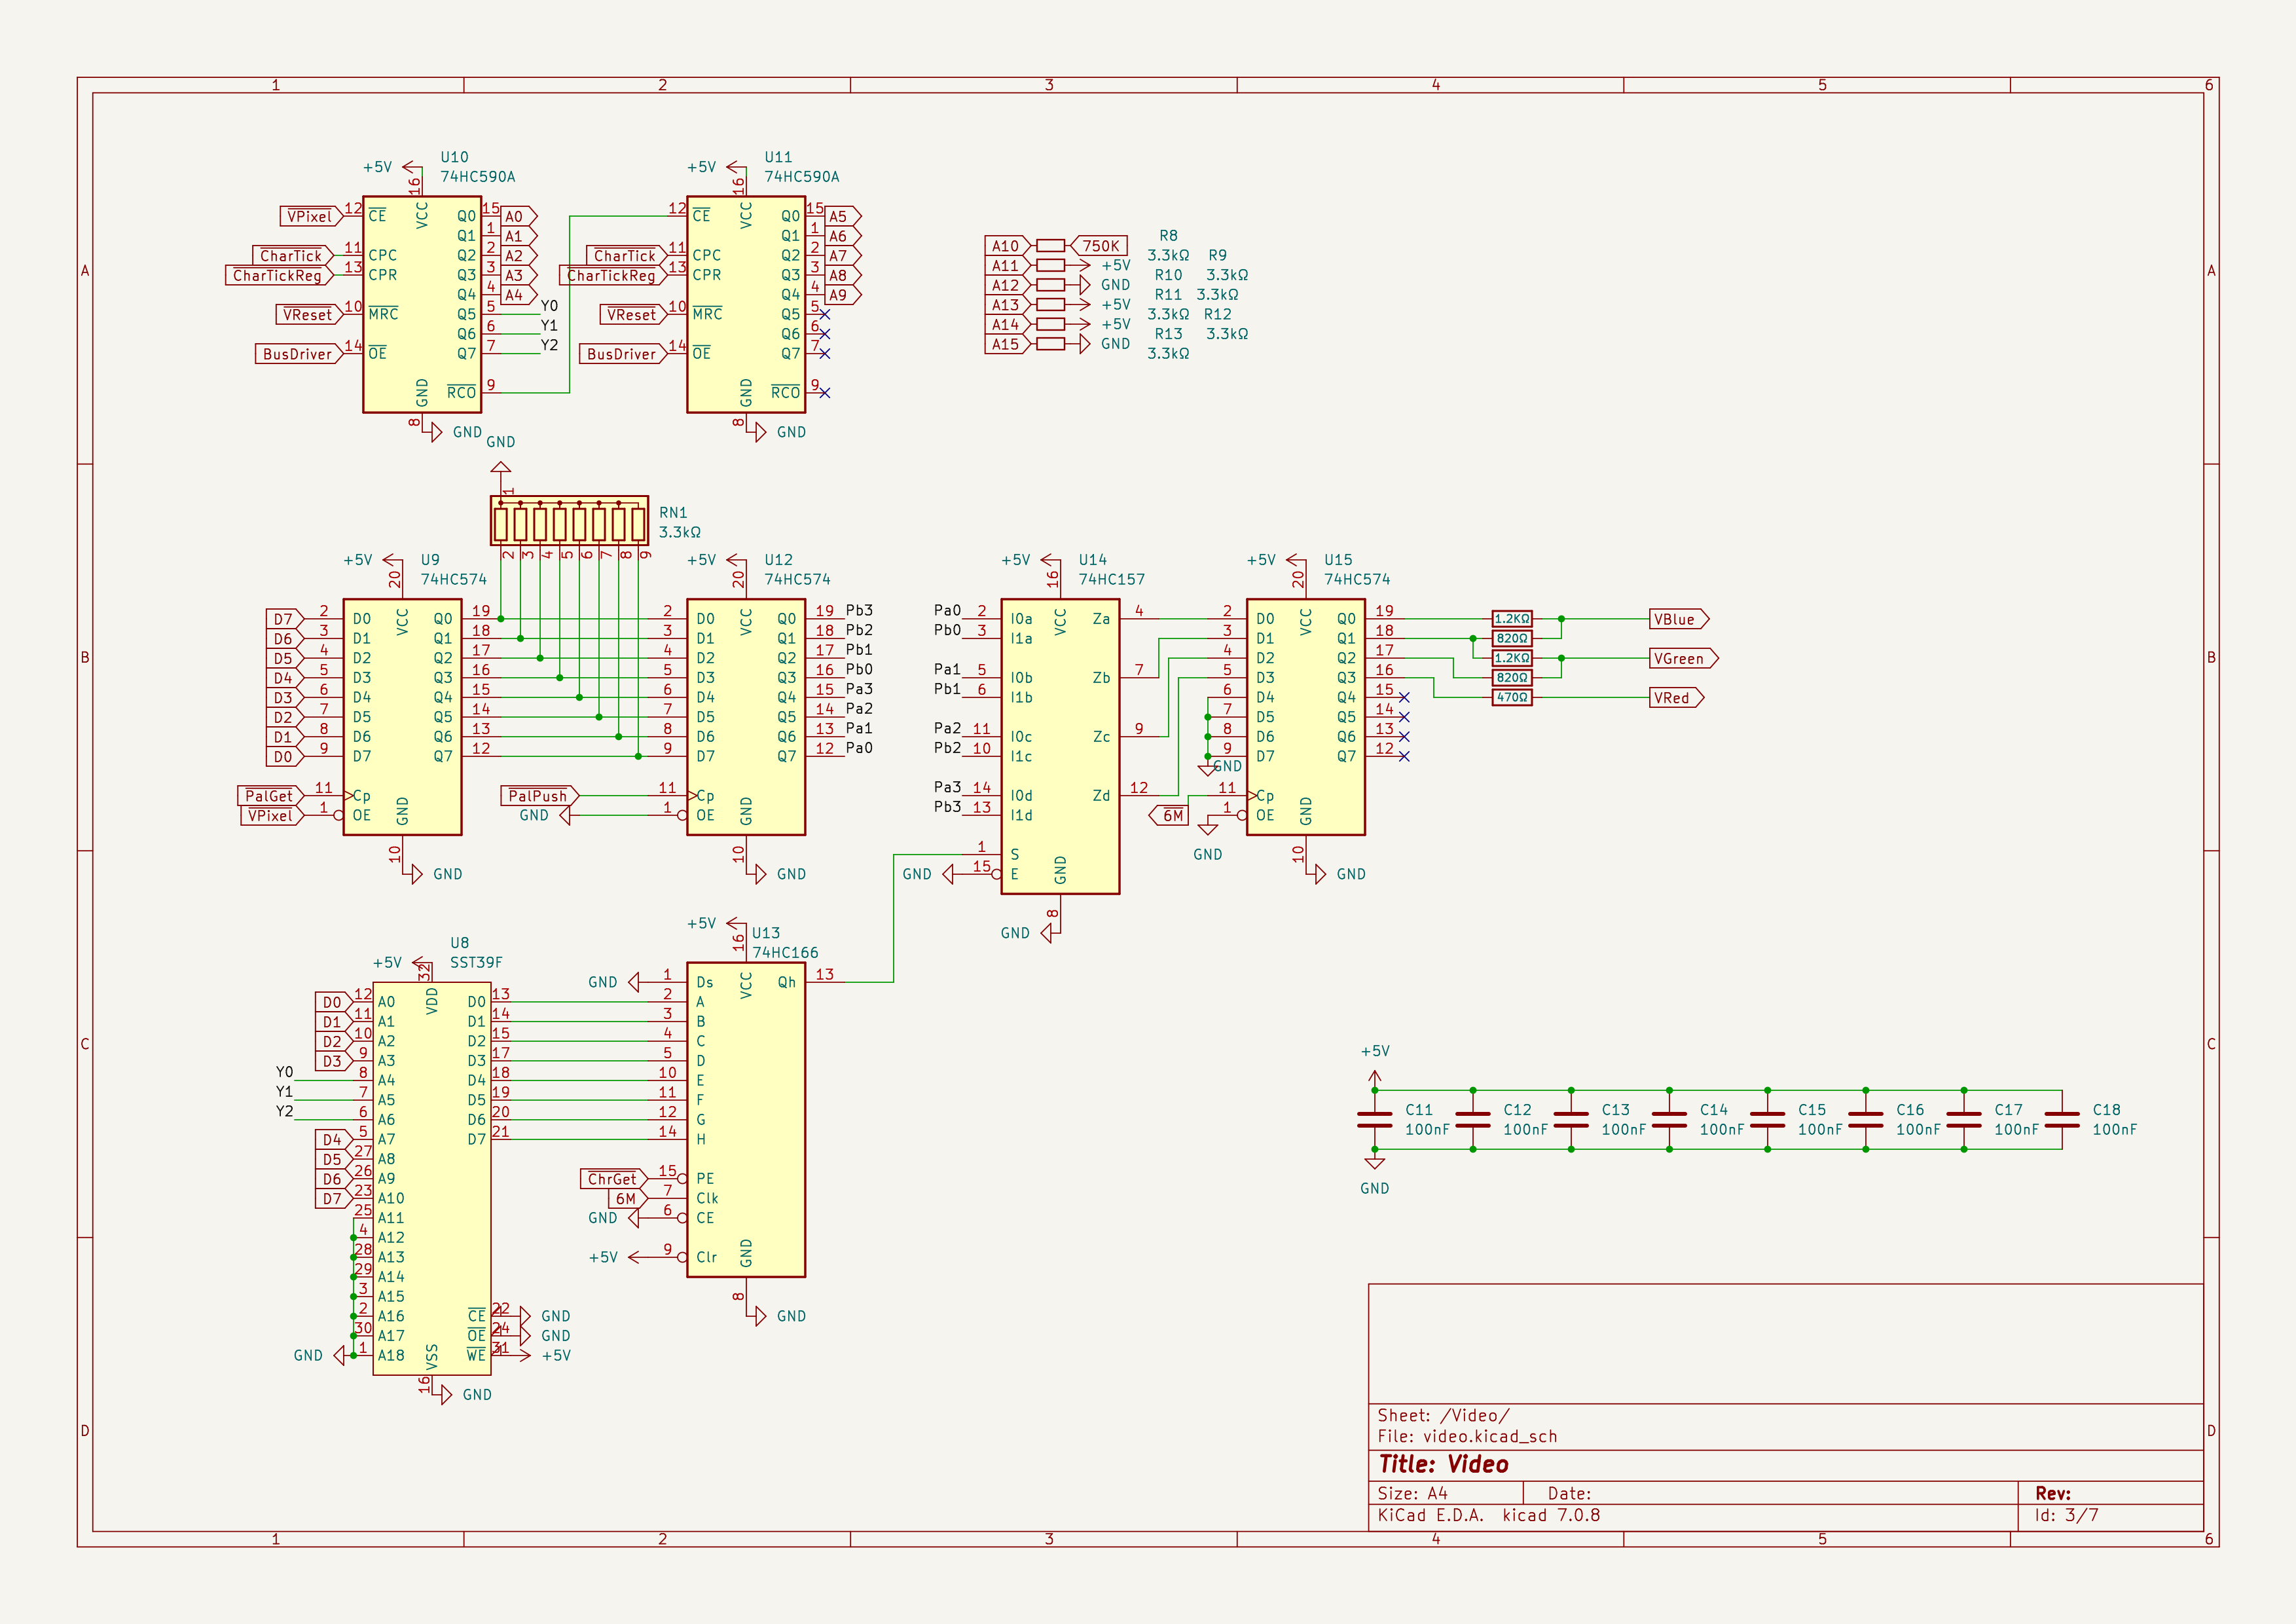 1 2 3 4 5 6
A
B
C
D
U10
74HC590A
+5V
16
VCC
VPixel 12 CE Q0 15 A0
Q1 1 A1
CharTick 11 CPC Q2 2 A2
CharTickReg 13 CPR Q3 3 A3
Q4 4 A4
VReset 10 MRC Q5 5 Y0
Q6 6 Y1
BusDriver 14 OE Q7 7 Y2
RCO 9
GND
8
GND
U11
74HC590A
+5V
16
VCC
12 CE Q0 15 A5
Q1 1 A6
CharTick 11 CPC Q2 2 A7
CharTickReg 13 CPR Q3 3 A8
Q4 4 A9
VReset 10 MRC Q5 5
Q6 6
BusDriver 14 OE Q7 7
RCO 9
GND
8
GND
A10 750K
A11 +5V
A12 GND
A13 +5V
A14 +5V
A15 GND
R8
3.3kΩ R9
R10 3.3kΩ
R11 3.3kΩ
3.3kΩ R12
R13 3.3kΩ
3.3kΩ
GND
1
RN1
3.3kΩ
2 3 4 5 6 7 8 9
U9
74HC574
+5V
20
VCC
D7 2 D0 Q0 19
D6 3 D1 Q1 18
D5 4 D2 Q2 17
D4 5 D3 Q3 16
D3 6 D4 Q4 15
D2 7 D5 Q5 14
D1 8 D6 Q6 13
D0 9 D7 Q7 12
PalGet 11 Cp
VPixel 1 OE
GND
10
GND
U12
74HC574
+5V
20
VCC
2 D0 Q0 19 Pb3
3 D1 Q1 18 Pb2
4 D2 Q2 17 Pb1
5 D3 Q3 16 Pb0
6 D4 Q4 15 Pa3
7 D5 Q5 14 Pa2
8 D6 Q6 13 Pa1
9 D7 Q7 12 Pa0
PalPush 11 Cp
GND 1 OE
GND
10
GND
U14
74HC157
+5V
16
VCC
Pa0 2 I0a Za 4
Pb0 3 I1a
Pa1 5 I0b Zb 7
Pb1 6 I1b
Pa2 11 I0c Zc 9
Pb2 10 I1c
Pa3 14 I0d Zd 12
Pb3 13 I1d
1 S
GND 15 E
GND
8
GND
U15
74HC574
+5V
20
VCC
2 D0 Q0 19 1.2KΩ VBlue
3 D1 Q1 18 820Ω
4 D2 Q2 17 1.2KΩ VGreen
5 D3 Q3 16 820Ω
6 D4 Q4 15 470Ω VRed
7 D5 Q5 14
8 D6 Q6 13
9 D7 Q7 12
GND
11 Cp
6M 1 OE
GND
GND
10
GND
U8
SST39F
+5V
32
VDD
D0 12 A0 D0 13
D1 11 A1 D1 14
D2 10 A2 D2 15
D3 9 A3 D3 17
Y0 8 A4 D4 18
Y1 7 A5 D5 19
Y2 6 A6 D6 20
D4 5 A7 D7 21
D5 27 A8
D6 26 A9
D7 23 A10
25 A11
4 A12
28 A13
29 A14
3 A15
2 A16 CE 22 GND
30 A17 OE 24 GND
GND 1 A18 WE 31 +5V
VSS
16
GND
U13
74HC166
+5V
16
VCC
GND 1 Ds Qh 13
2 A
3 B
4 C
5 D
10 E
11 F
12 G
14 H
ChrGet 15 PE
6M 7 Clk
GND 6 CE
+5V 9 Clr
GND
8
GND
+5V
C11 C12 C13 C14 C15 C16 C17 C18
100nF 100nF 100nF 100nF 100nF 100nF 100nF 100nF
GND
Sheet: /Video/
File: video.kicad_sch
Title: Video
Size: A4 Date: Rev:
KiCad E.D.A. kicad 7.0.8 Id: 3/7
A
B
C
D
1 2 3 4 5 6